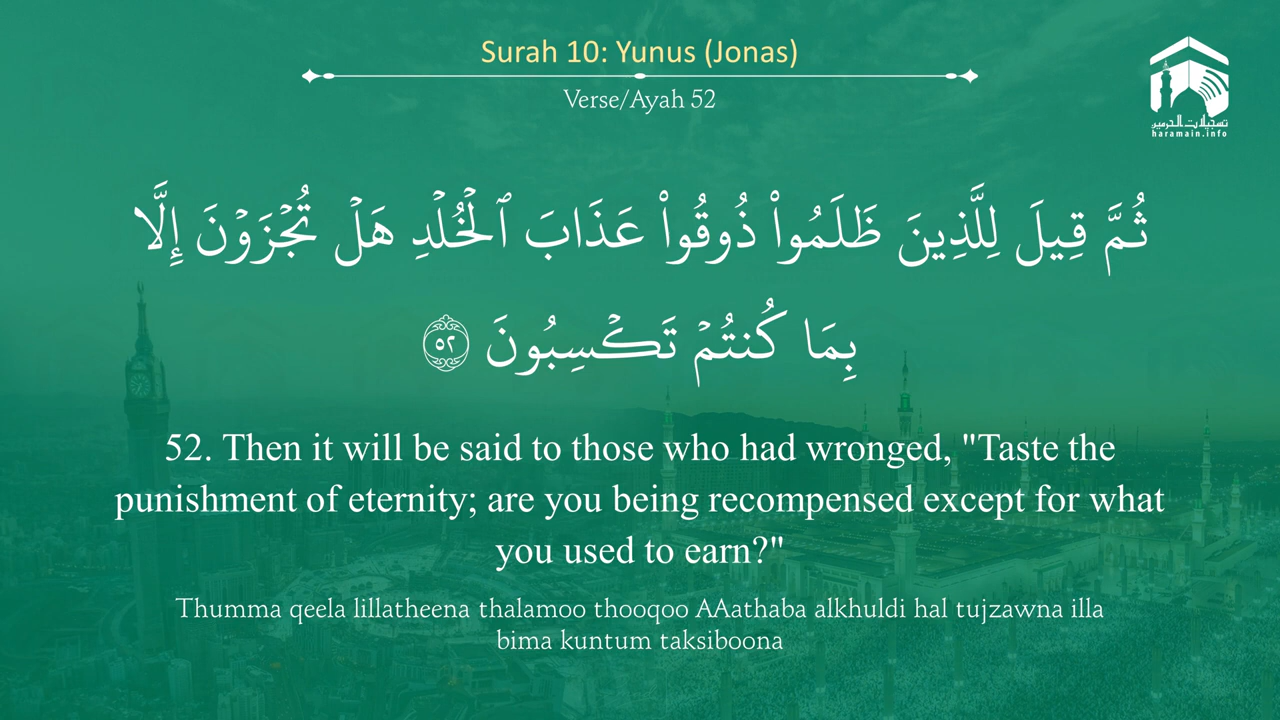 Surah 10: Yunus (Jonas)
Verse/Ayah 52
تسجيلات الحرمين
haramain.info
ثُمَّ قِيلَ لِلَّذِينَ ظَلَمُوا۟ ذُوقُوا۟ عَذَابَ ٱلْخُلْدِ هَلْ تُجْزَوْنَ إِلَّا
بِمَا كُنتُمْ تَكْسِبُونَ ٥٢
52. Then it will be said to those who had wronged, "Taste the
punishment of eternity; are you being recompensed except for what
you used to earn?"
Thumma qeela lillatheena thalamoo thooqoo AAathaba alkhuldi hal tujzawna illa
bima kuntum taksiboona